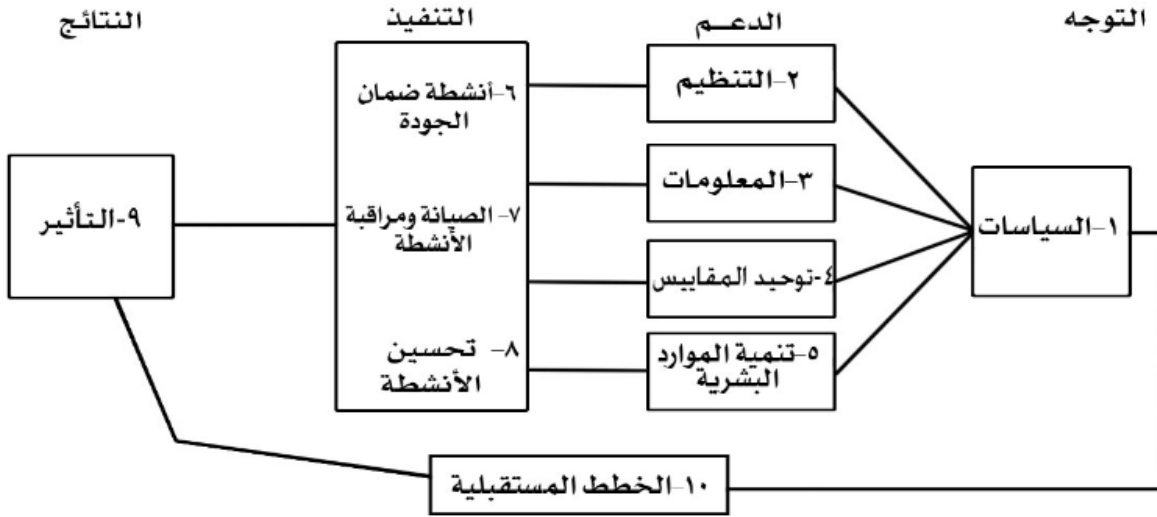 التوجه
الدعــم
التنفيذ
النتائج
١-السياسات
٢-التنظيم
٣-المعلومات
٤-توحيد المقاييس
٥-تنمية الموارد
البشرية
٦-أنشطة ضمان
الجودة
٧- الصيانة ومراقبة
الأنشطة
٨- تحسين
الأنشطة
٩-التأثير
١٠-الخطط المستقبلية